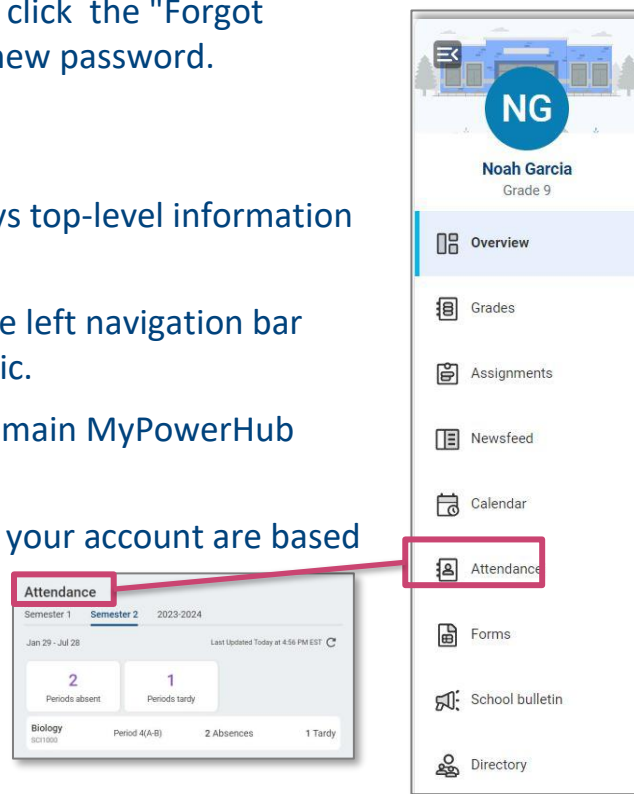 click the "Forgot
new password.
ys top-level information
e left navigation bar
ic.
main MyPowerHub
your account are based
Attendance
Semester 1 Semester 2 2023-2024
Jan 29 - Jul 28 Last Updated Today at 4:56 PM EST
2 1
Periods absent Periods tardy
Biology Period 4(A-B) 2 Absences 1 Tardy
SCI1000
NG
Noah Garcia
Grade 9
Overview
Grades
Assignments
Newsfeed
Calendar
Attendance
Forms
School bulletin
Directory